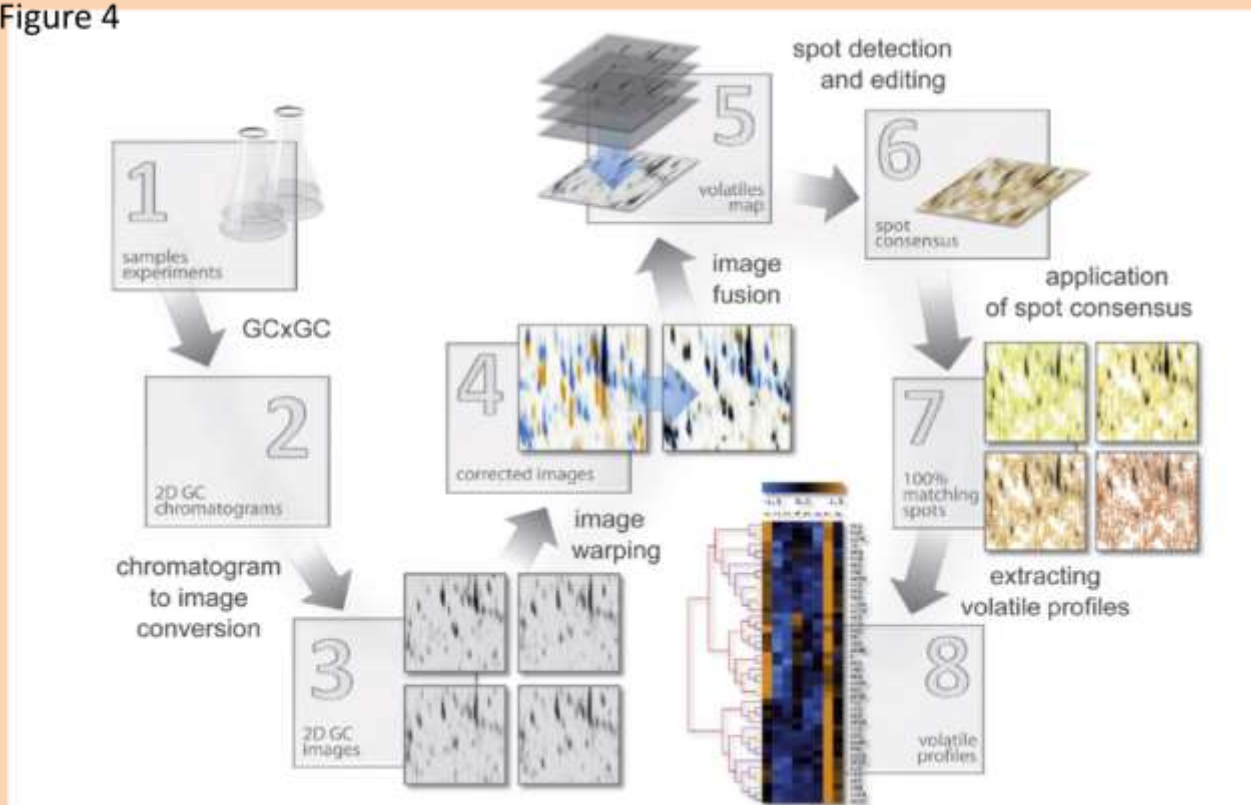 Figure 4
1
samples
experiments
GCxGC
2
2D GC
chromatograms
chromatogram
to image
conversion
3
2D GC
images
image
warping
4
corrected images
image
fusion
5
volatiles
map
spot detection
and editing
6
spot
consensus
application
of spot consensus
7
100%
matching
spots
extracting
volatile profiles
8
volatile
profiles